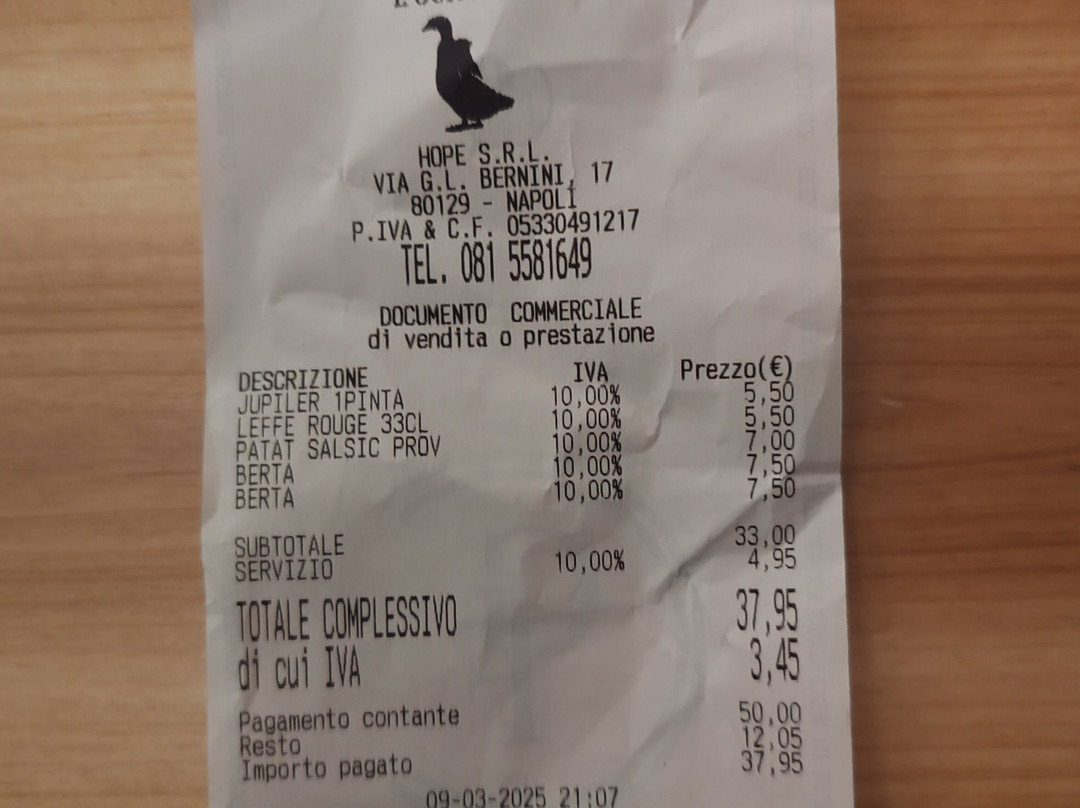 HOPE S.R.L.
VIA G.L. BERNINI, 17
80129 - NAPOLI
P.IVA & C.F. 05330491217
TEL. 081 5581649
DOCUMENTO COMMERCIALE
di vendita o prestazione
DESCRIZIONE IVA Prezzo(€)
JUPILER 1PINTA 10,00% 5,50
LEFFE ROUGE 33CL 10,00% 5,50
PATAT SALSIC PROV 10,00% 7,00
BERTA 10,00% 7,50
BERTA 10,00% 7,50
SUBTOTALE 33,00
SERVIZIO 10,00% 4,95
TOTALE COMPLESSIVO 37,95
di cui IVA 3,45
Pagamento contante 50,00
Resto 12,05
Importo pagato 37,95
09-03-2025 21:07